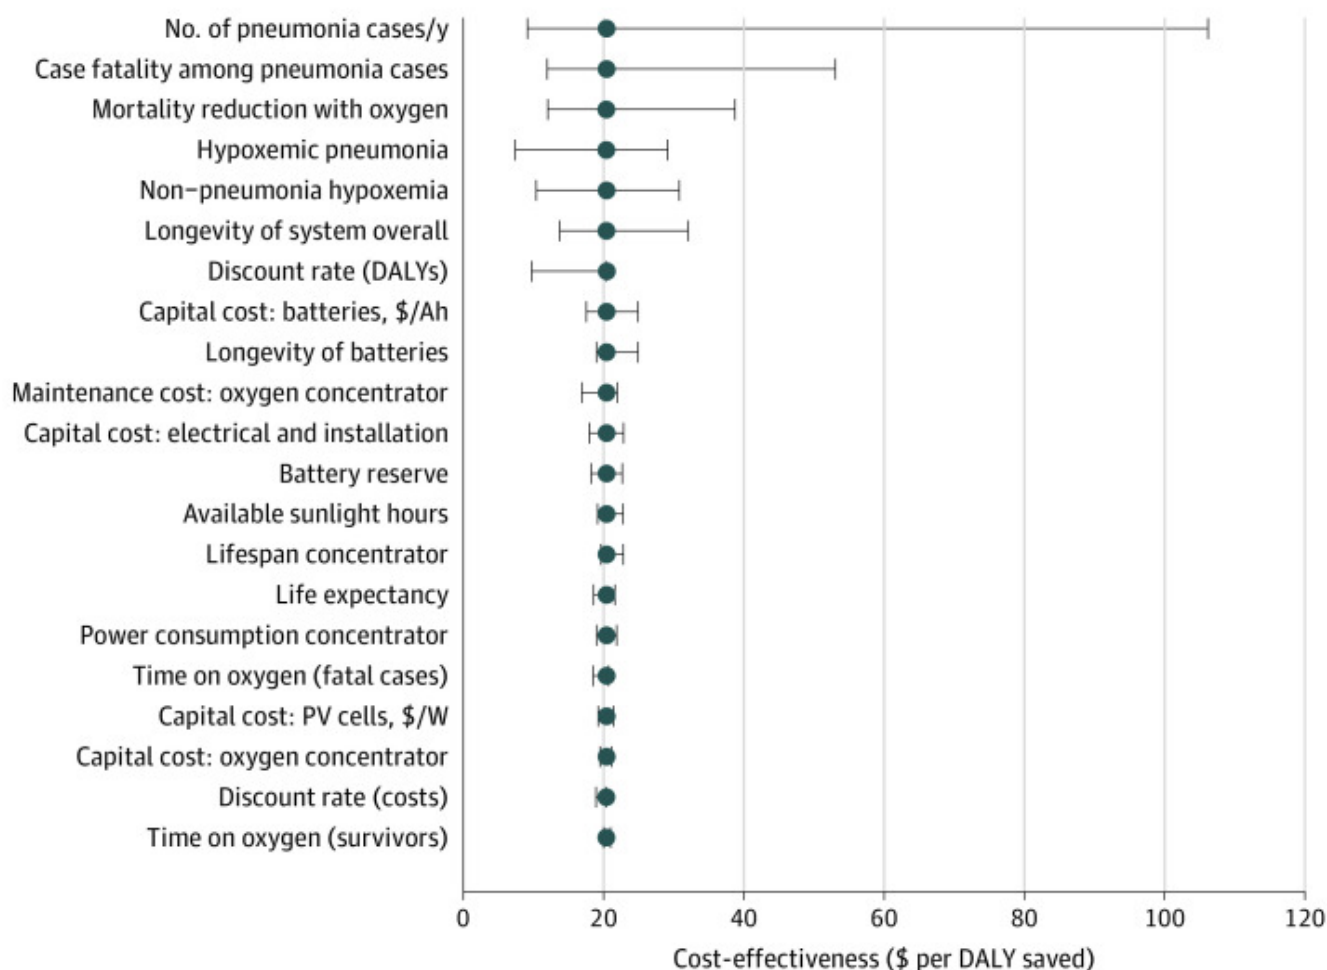 No. of pneumonia cases/y
Case fatality among pneumonia cases
Mortality reduction with oxygen
Hypoxemic pneumonia
Non−pneumonia hypoxemia
Longevity of system overall
Discount rate (DALYs)
Capital cost: batteries, $/Ah
Longevity of batteries
Maintenance cost: oxygen concentrator
Capital cost: electrical and installation
Battery reserve
Available sunlight hours
Lifespan concentrator
Life expectancy
Power consumption concentrator
Time on oxygen (fatal cases)
Capital cost: PV cells, $/W
Capital cost: oxygen concentrator
Discount rate (costs)
Time on oxygen (survivors)
0 20 40 60 80 100 120
Cost-effectiveness ($ per DALY saved)